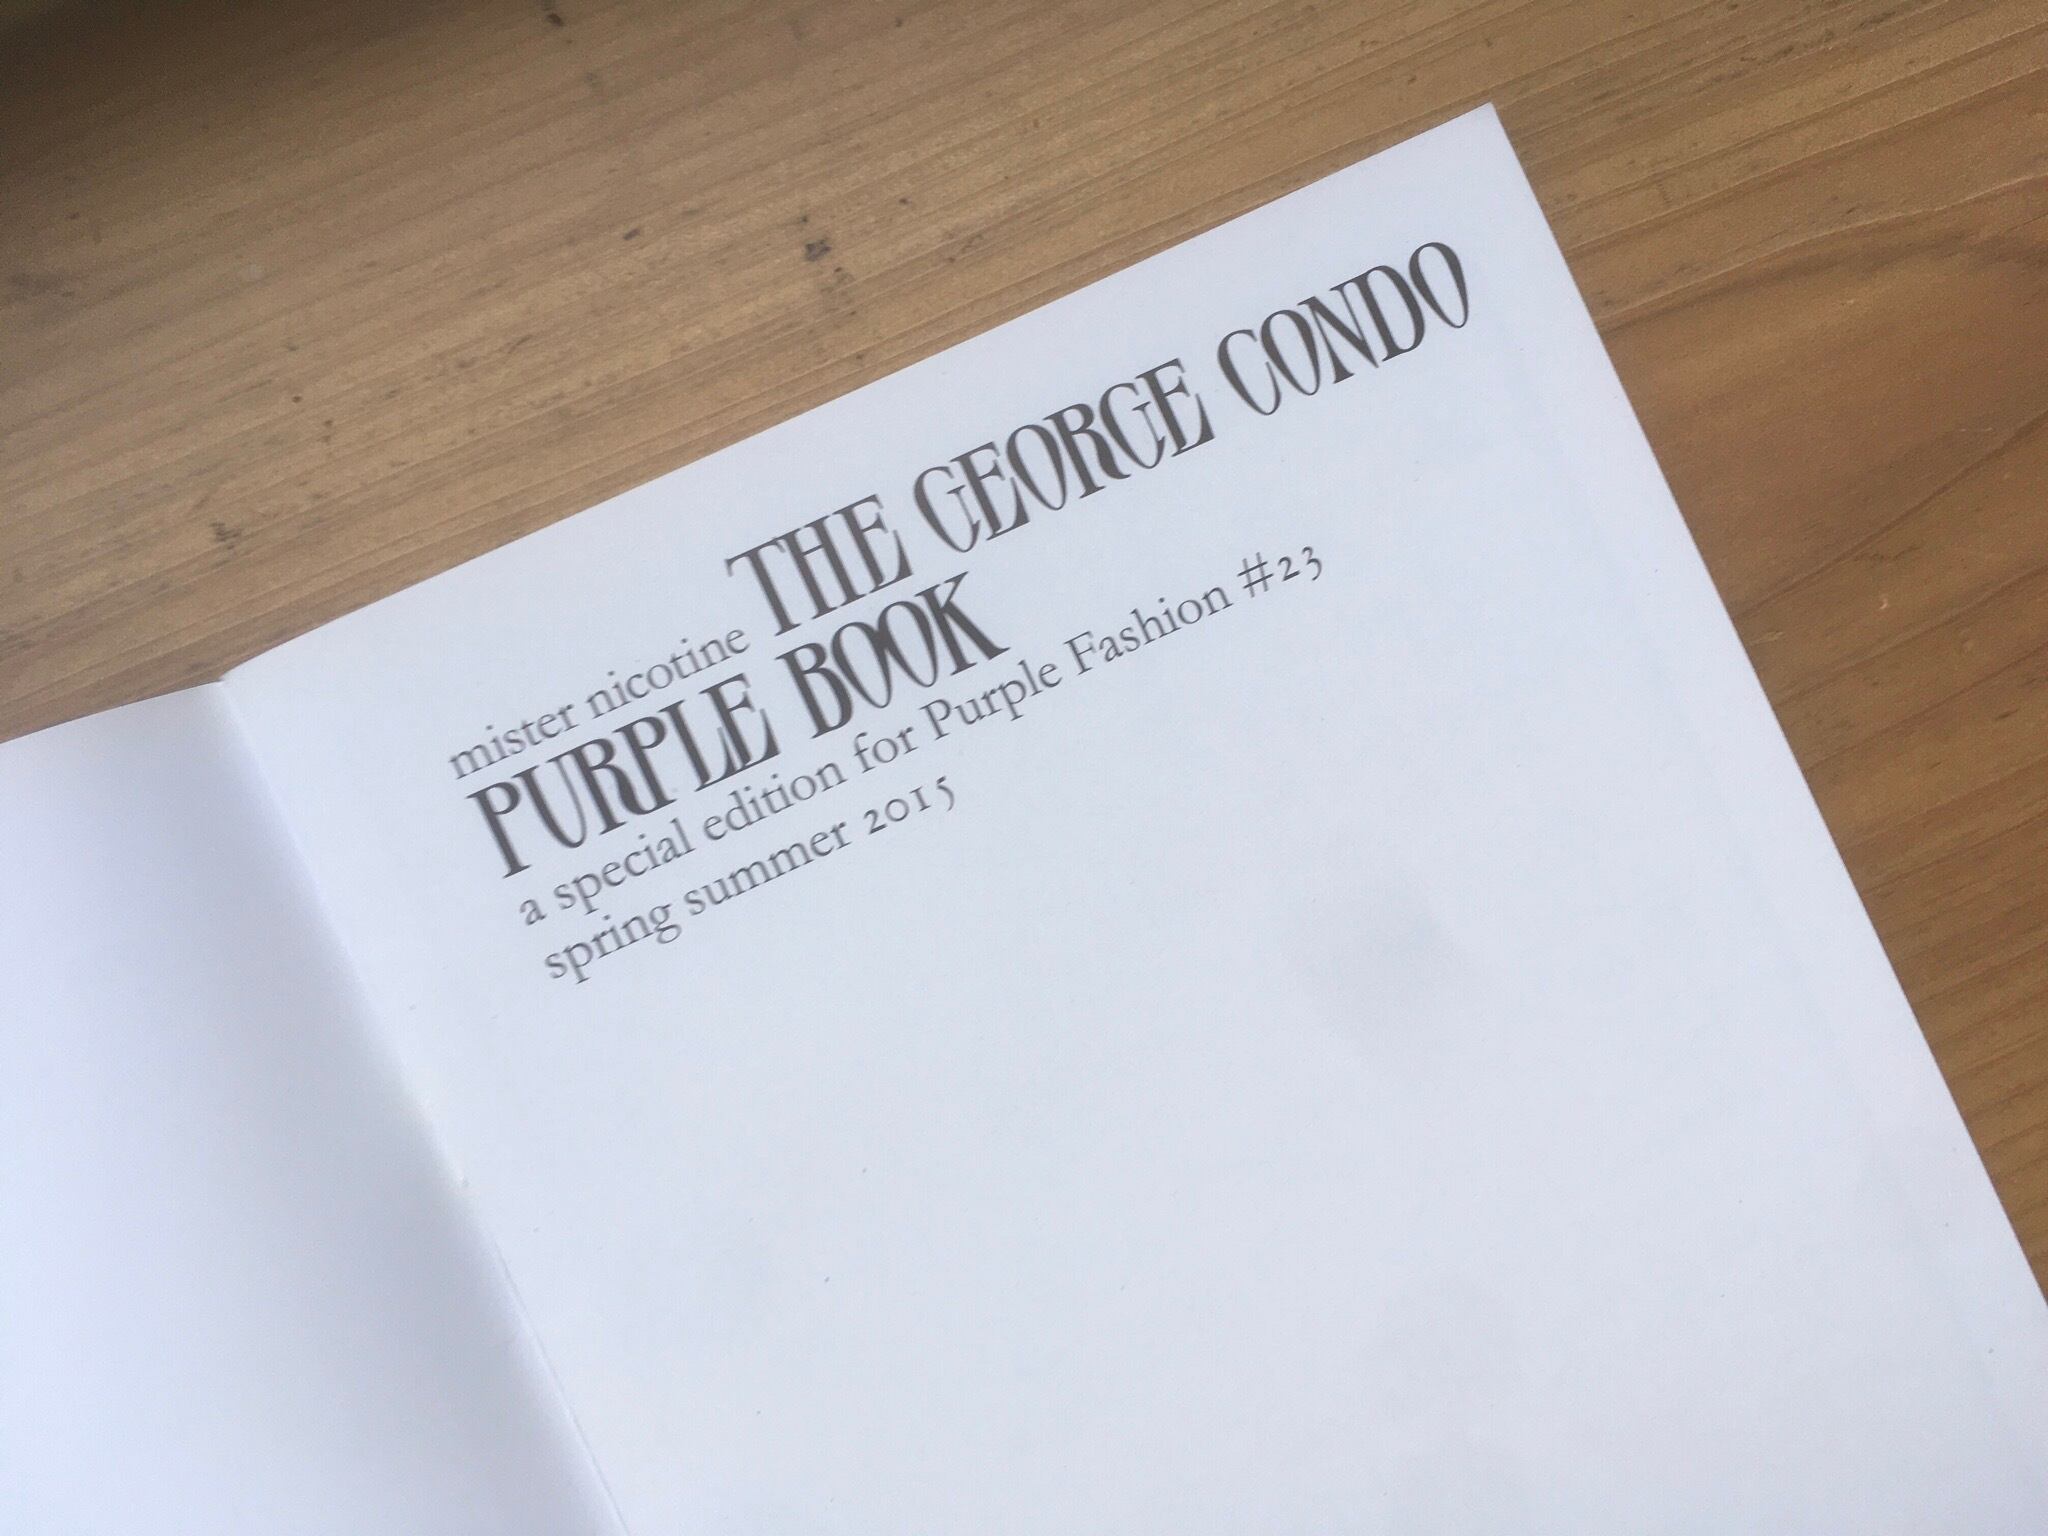 mister nicotine THE GEORGE CONDO
PURPLE BOOK
a special edition for Purple Fashion #23
spring summer 2015